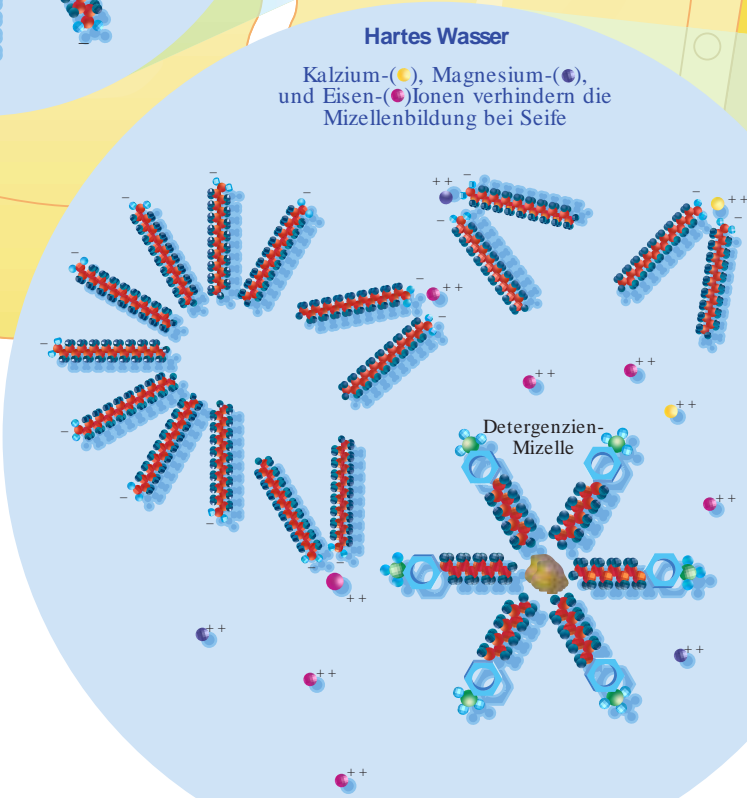 Hartes Wasser
Kalzium-( ), Magnesium-( ),
und Eisen-( )Ionen verhindern die
Mizellenbildung bei Seife
Detergenzien-
Mizelle